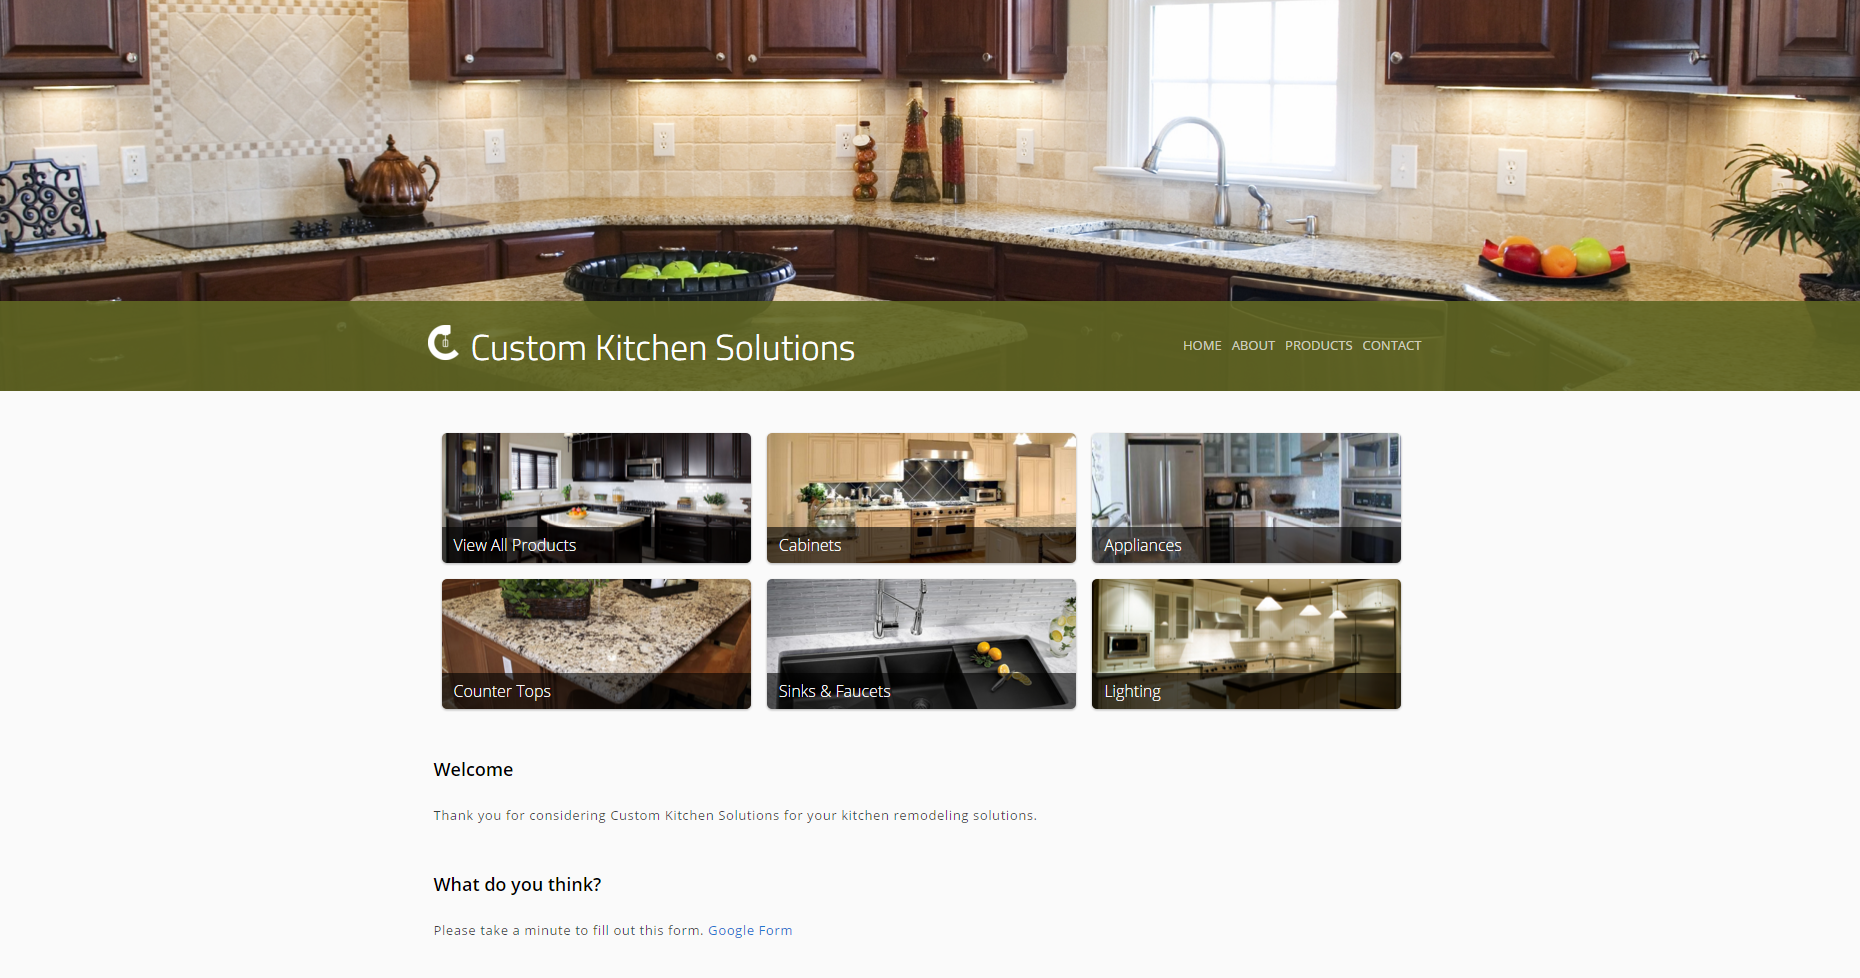 Custom Kitchen Solutions
HOME ABOUT PRODUCTS CONTACT
View All Products
Cabinets
Appliances
Counter Tops
Sinks & Faucets
Lighting
Welcome
Thank you for considering Custom Kitchen Solutions for your kitchen remodeling solutions.
What do you think?
Please take a minute to fill out this form. Google Form